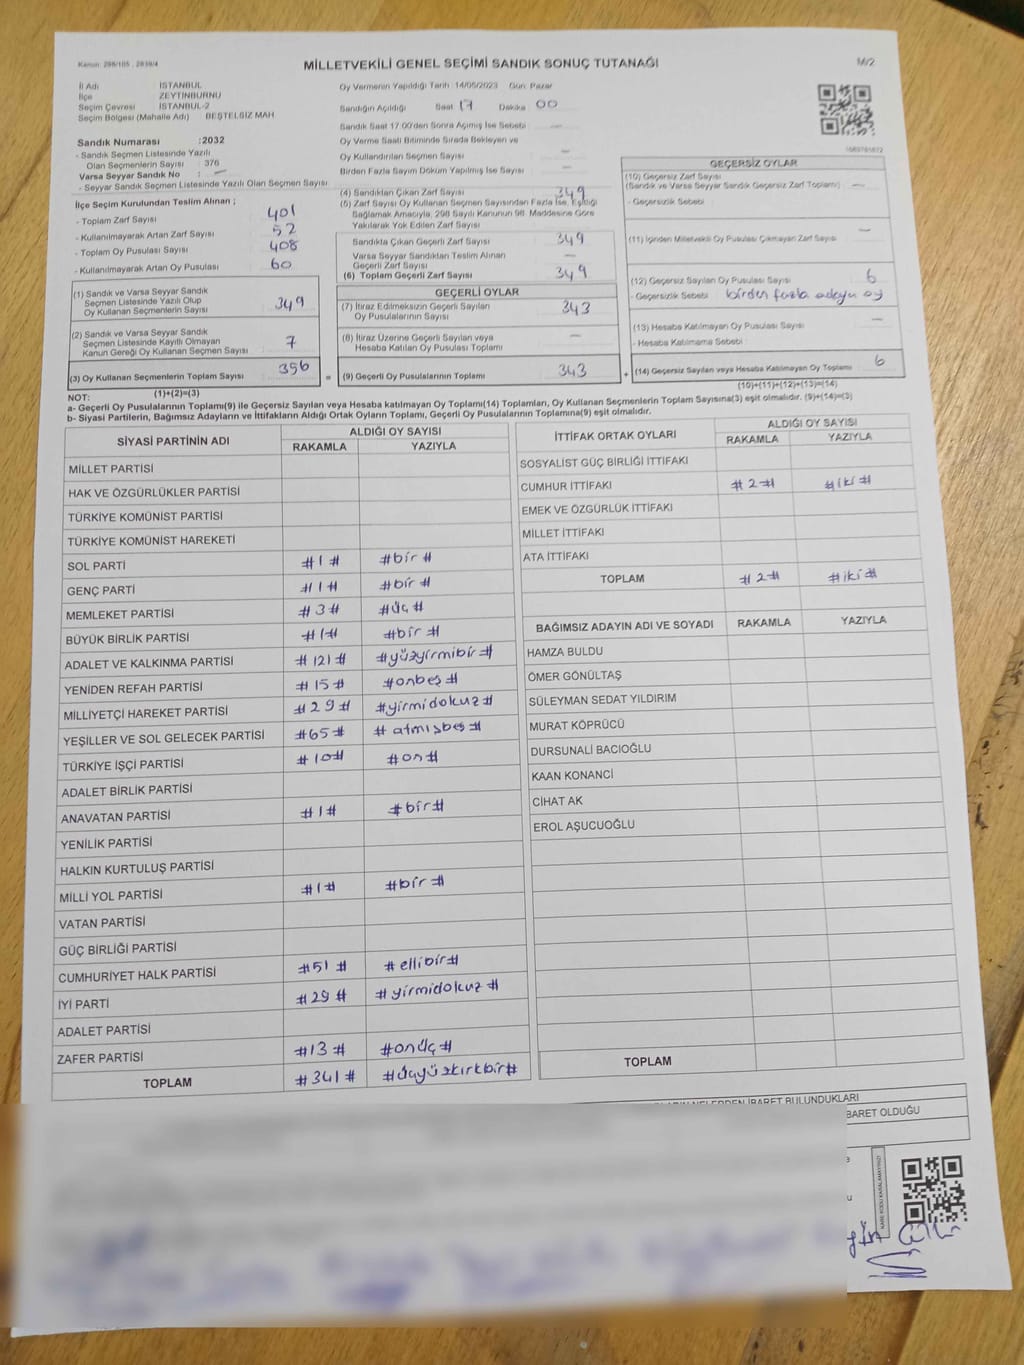 Kanun: 298/105 , 2839/4
MİLLETVEKİLİ GENEL SEÇİMİ SANDIK SONUÇ TUTANAĞI
M/2
İl Adı : İSTANBUL
İlçe : ZEYTİNBURNU
Seçim Çevresi : İSTANBUL-2
Seçim Bölgesi (Mahalle Adı) : BEŞTELSİZ MAH
Sandık Numarası :2032
- Sandık Seçmen Listesinde Yazılı
Olan Seçmenlerin Sayısı : 376
Varsa Seyyar Sandık No : —
- Seyyar Sandık Seçmen Listesinde Yazılı Olan Seçmen Sayısı:
Oy Vermenin Yapıldığı Tarih: 14/05/2023 Gün: Pazar
Sandığın Açıldığı Saat 17 Dakika 00
Sandık Saat 17:00'den Sonra Açmış İse Sebebi : —
Oy Verme Saati Bitiminde Sırada Bekleyen ve
Oy Kullandırılan Seçmen Sayısı : —
Birden Fazla Sayım Döküm Yapılmış İse Sayısı : —
İlçe Seçim Kurulundan Teslim Alınan ;
- Toplam Zarf Sayısı : 401
- Kullanılmayarak Artan Zarf Sayısı : 52
- Toplam Oy Pusulası Sayısı : 408
- Kullanılmayarak Artan Oy Pusulası : 60
(1) Sandık ve Varsa Seyyar Sandık
Seçmen Listesinde Yazılı Olup
Oy Kullanan Seçmenlerin Sayısı : 349
(2) Sandık ve Varsa Seyyar Sandık
Seçmen Listesinde Kayıtlı Olmayan
Kanun Gereği Oy Kullanan Seçmen Sayısı : 7
(3) Oy Kullanan Seçmenlerin Toplam Sayısı : 356
(1)+(2)=(3)
(4) Sandıktan Çıkan Zarf Sayısı : 349
(5) Zarf Sayısı Oy Kullanan Seçmen Sayısından Fazla İse, Eşitliği
Sağlamak Amacıyla, 298 Sayılı Kanunun 98. Maddesine Göre
Yakılarak Yok Edilen Zarf Sayısı :
Sandıkta Çıkan Geçerli Zarf Sayısı : 349
Varsa Seyyar Sandıktan Teslim Alınan
Geçerli Zarf Sayısı : —
(6) Toplam Geçerli Zarf Sayısı : 349
GEÇERLİ OYLAR
(7) İtiraz Edilmeksizin Geçerli Sayılan
Oy Pusulalarının Sayısı : 343
(8) İtiraz Üzerine Geçerli Sayılan veya
Hesaba Katılan Oy Pusulası Toplamı : —
= (9) Geçerli Oy Pusulalarının Toplamı : 343 +
GEÇERSİZ OYLAR
(10) Geçersiz Zarf Sayısı
(Sandık ve Varsa Seyyar Sandık Geçersiz Zarf Toplamı) : —
- Geçersizlik Sebebi :
(11) İçinden Milletvekili Oy Pusulası Çıkmayan Zarf Sayısı : —
(12) Geçersiz Sayılan Oy Pusulası Sayısı : 6
- Geçersizlik Sebebi : birden fazla adaya oy
(13) Hesaba Katılmayan Oy Pusulası Sayısı : —
- Hesaba Katılmama Sebebi :
(14) Geçersiz Sayılan veya Hesaba Katılmayan Oy Toplamı : 6
(10)+(11)+(12)+(13)=(14)
NOT:
a- Geçerli Oy Pusulalarının Toplamı(9) ile Geçersiz Sayılan veya Hesaba katılmayan Oy Toplamı(14) Toplamları, Oy Kullanan Seçmenlerin Toplam Sayısına(3) eşit olmalıdır. (9)+(14)=(3)
b- Siyasi Partilerin, Bağımsız Adayların ve İttifakların Aldığı Ortak Oyların Toplamı, Geçerli Oy Pusulalarının Toplamına(9) eşit olmalıdır.
SİYASİ PARTİNİN ADI ALDIĞI OY SAYISI
RAKAMLA YAZIYLA
MİLLET PARTİSİ
HAK VE ÖZGÜRLÜKLER PARTİSİ
TÜRKİYE KOMÜNİST PARTİSİ
TÜRKİYE KOMÜNİST HAREKETİ
SOL PARTİ #1# #bir#
GENÇ PARTİ #1# #bir#
MEMLEKET PARTİSİ #3# #üç#
BÜYÜK BİRLİK PARTİSİ #1# #bir#
ADALET VE KALKINMA PARTİSİ #121# #yüzyirmibir#
YENİDEN REFAH PARTİSİ #15# #onbeş#
MİLLİYETÇİ HAREKET PARTİSİ #29# #yirmidokuz#
YEŞİLLER VE SOL GELECEK PARTİSİ #65# #atmışbeş#
TÜRKİYE İŞÇİ PARTİSİ #10# #on#
ADALET BİRLİK PARTİSİ
ANAVATAN PARTİSİ #1# #bir#
YENİLİK PARTİSİ
HALKIN KURTULUŞ PARTİSİ
MİLLİ YOL PARTİSİ #1# #bir#
VATAN PARTİSİ
GÜÇ BİRLİĞİ PARTİSİ
CUMHURİYET HALK PARTİSİ #51# #ellibir#
İYİ PARTİ #29# #yirmidokuz#
ADALET PARTİSİ
ZAFER PARTİSİ #13# #onüç#
TOPLAM #341# #üçyüzkırkbir#
İTTİFAK ORTAK OYLARI ALDIĞI OY SAYISI
RAKAMLA YAZIYLA
SOSYALİST GÜÇ BİRLİĞİ İTTİFAKI
CUMHUR İTTİFAKI #2# #iki#
EMEK VE ÖZGÜRLÜK İTTİFAKI
MİLLET İTTİFAKI
ATA İTTİFAKI
TOPLAM #2# #iki#
BAĞIMSIZ ADAYIN ADI VE SOYADI RAKAMLA YAZIYLA
HAMZA BULDU
ÖMER GÖNÜLTAŞ
SÜLEYMAN SEDAT YILDIRIM
MURAT KÖPRÜCÜ
DURSUNALİ BACIOĞLU
KAAN KONANCİ
CİHAT AK
EROL AŞUCUOĞLU
TOPLAM
NELERDEN İBARET BULUNDUKLARI
BARET OLDUĞU